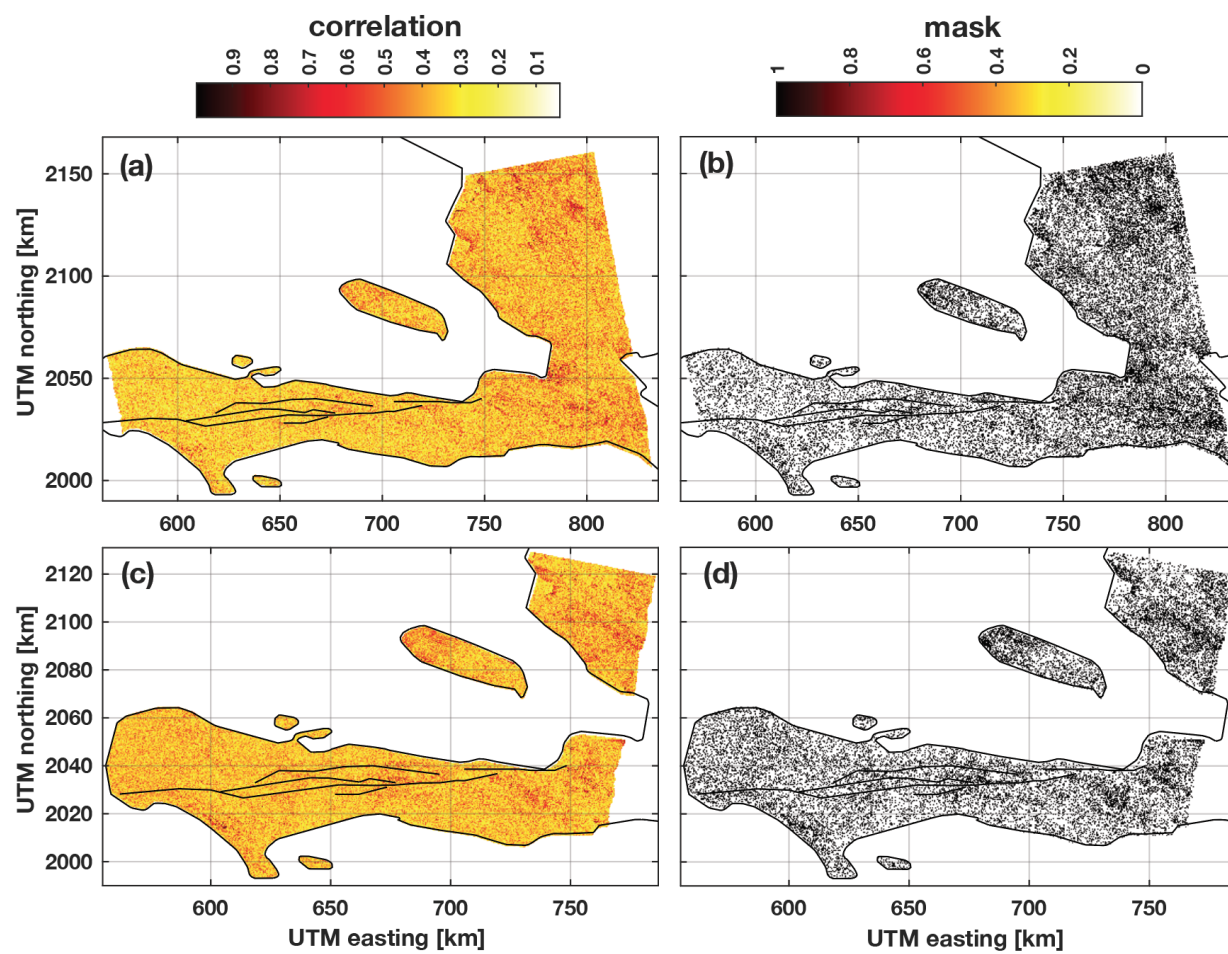 correlation
mask
0.9 0.8 0.7 0.6 0.5 0.4 0.3 0.2 0.1
1 0.8 0.6 0.4 0.2 0
(a)
(b)
2150
2100
2050
2000
UTM northing [km]
600 650 700 750 800
600 650 700 750 800
(c)
(d)
2120
2100
2080
2060
2040
2020
2000
UTM northing [km]
600 650 700 750
600 650 700 750
UTM easting [km]
UTM easting [km]